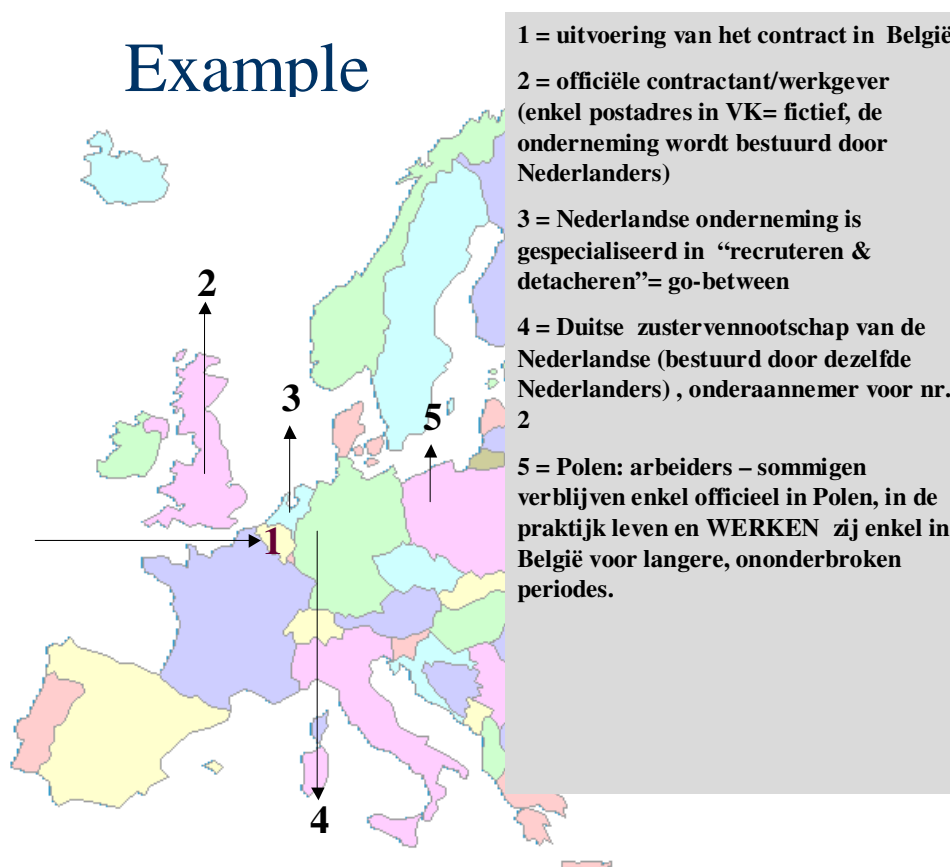 Example
1 = uitvoering van het contract in  België
2 = officiële contractant/werkgever
(enkel postadres in VK= fictief, de
onderneming wordt bestuurd door
Nederlanders)
3 = Nederlandse onderneming is
gespecialiseerd in  “recruteren &
detacheren”= go-between
4 = Duitse  zustervennootschap van de
Nederlandse (bestuurd door dezelfde
Nederlanders) , onderaannemer voor nr.
2
5 = Polen: arbeiders – sommigen
verblijven enkel officieel in Polen, in de
praktijk leven en WERKEN  zij enkel in
België voor langere, ononderbroken
periodes.
2
3
5
1
4